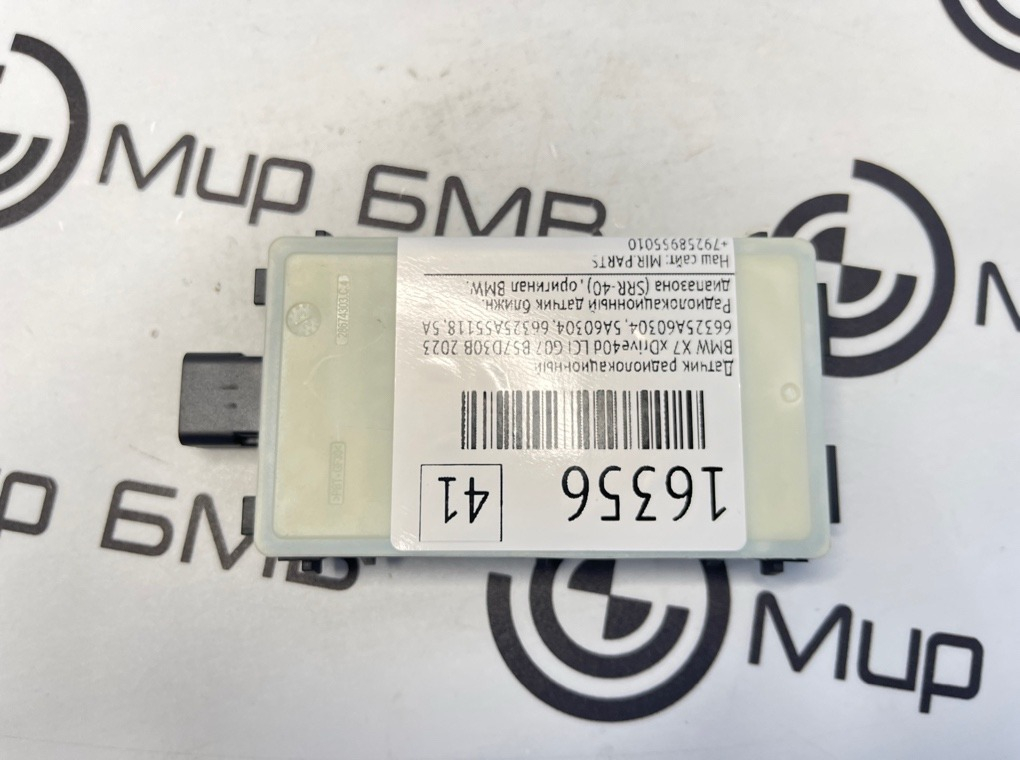 Мир БМВ
16356
41
Датчик радиолокационный
BMW X7 xDrive40d LCI G07 B57D30B 2023
66325A60304, 5A60304, 66325A55118, 5A
Радиолокационный датчик ближн.
диапазона (SRR-40), оригинал BMW.
Наш сайт: MIR.PARTS
+79258955010
БМВ
БМВ
Мир